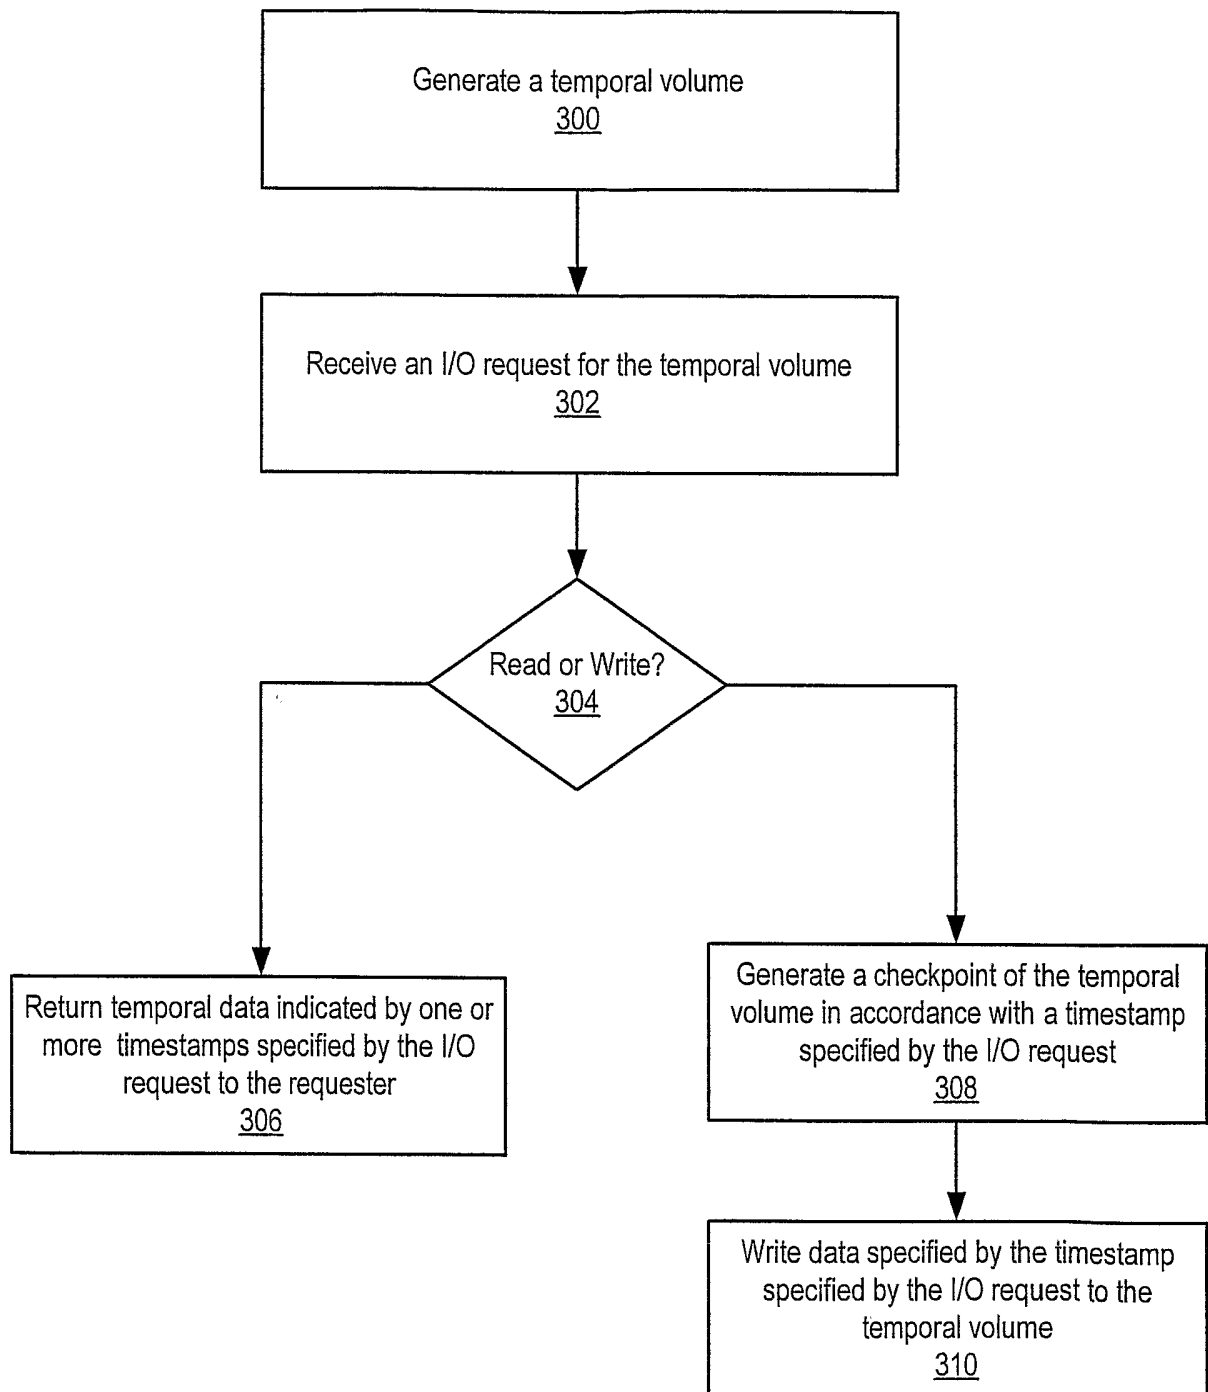 Generate a temporal volume
300
Receive an I/O request for the temporal volume
302
Read or Write?
304
Return temporal data indicated by one or
more timestamps specified by the I/O
request to the requester
306
Generate a checkpoint of the temporal
volume in accordance with a timestamp
specified by the I/O request
308
Write data specified by the timestamp
specified by the I/O request to the
temporal volume
310